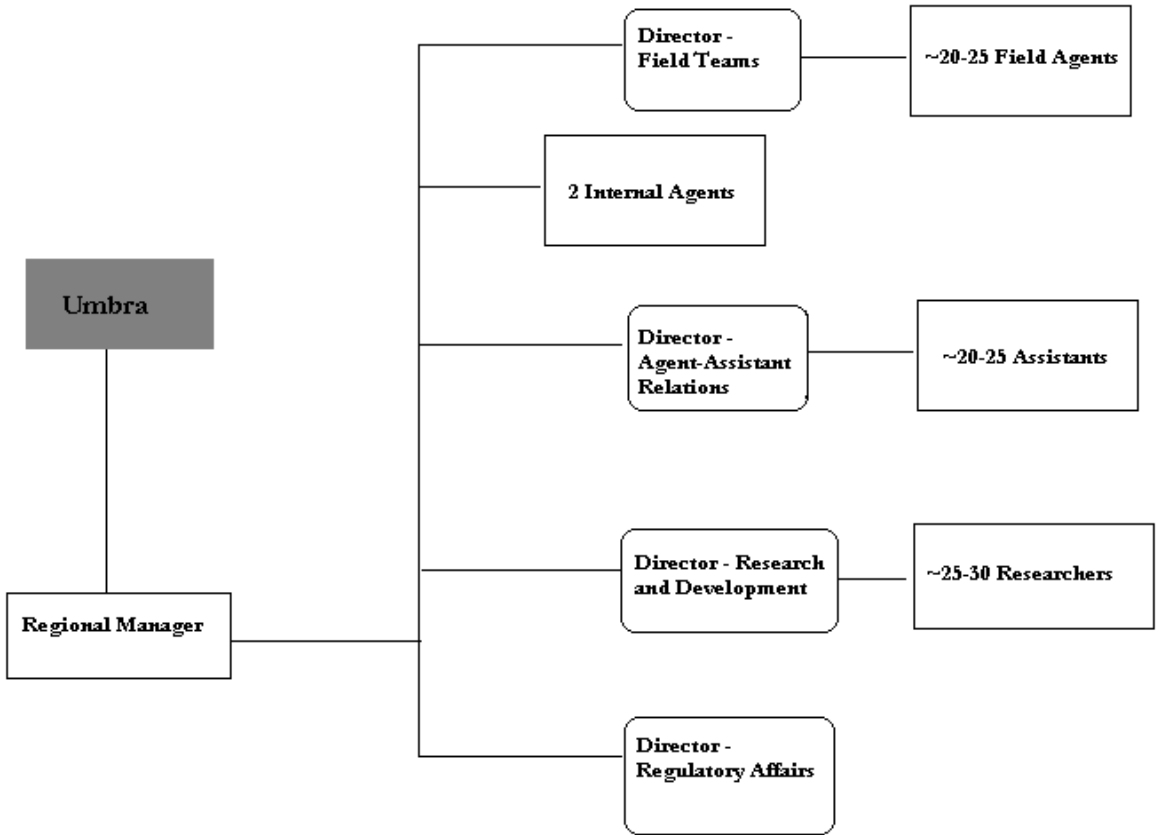 Director -
Field Teams
~20-25 Field Agents
2 Internal Agents
Umbra
Director -
Agent-Assistant
Relations
~20-25 Assistants
Director - Research
and Development
~25-30 Researchers
Regional Manager
Director -
Regulatory Affairs